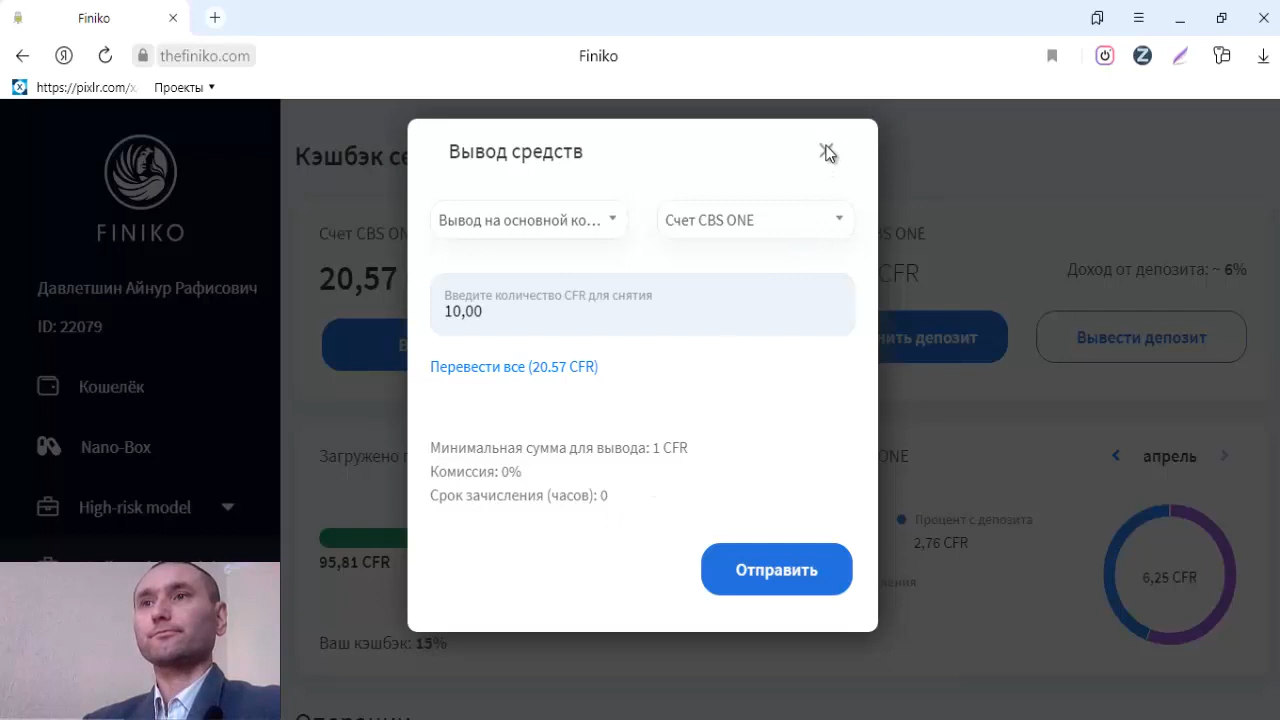 Finiko
thefiniko.com
Finiko
https://pixlr.com/x
Проекты
FINIKO
Давлетшин Айнур Рафисович
ID: 22079
Кошелёк
Nano-Box
High-risk model
Кэшбэк
Счет CBS
20,57
Загружено
95,81 CFR
Ваш кэшбэк: 15%
Вывод средств
Вывод на основной ко...
Счет CBS ONE
Введите количество CFR для снятия
10,00
Перевести все (20.57 CFR)
Минимальная сумма для вывода: 1 CFR
Комиссия: 0%
Срок зачисления (часов): 0
Отправить
ONE
CFR
Доход от депозита: ~ 6%
депозит
Вывести депозит
ONE
апрель
Процент с депозита
2,76 CFR
6,25 CFR